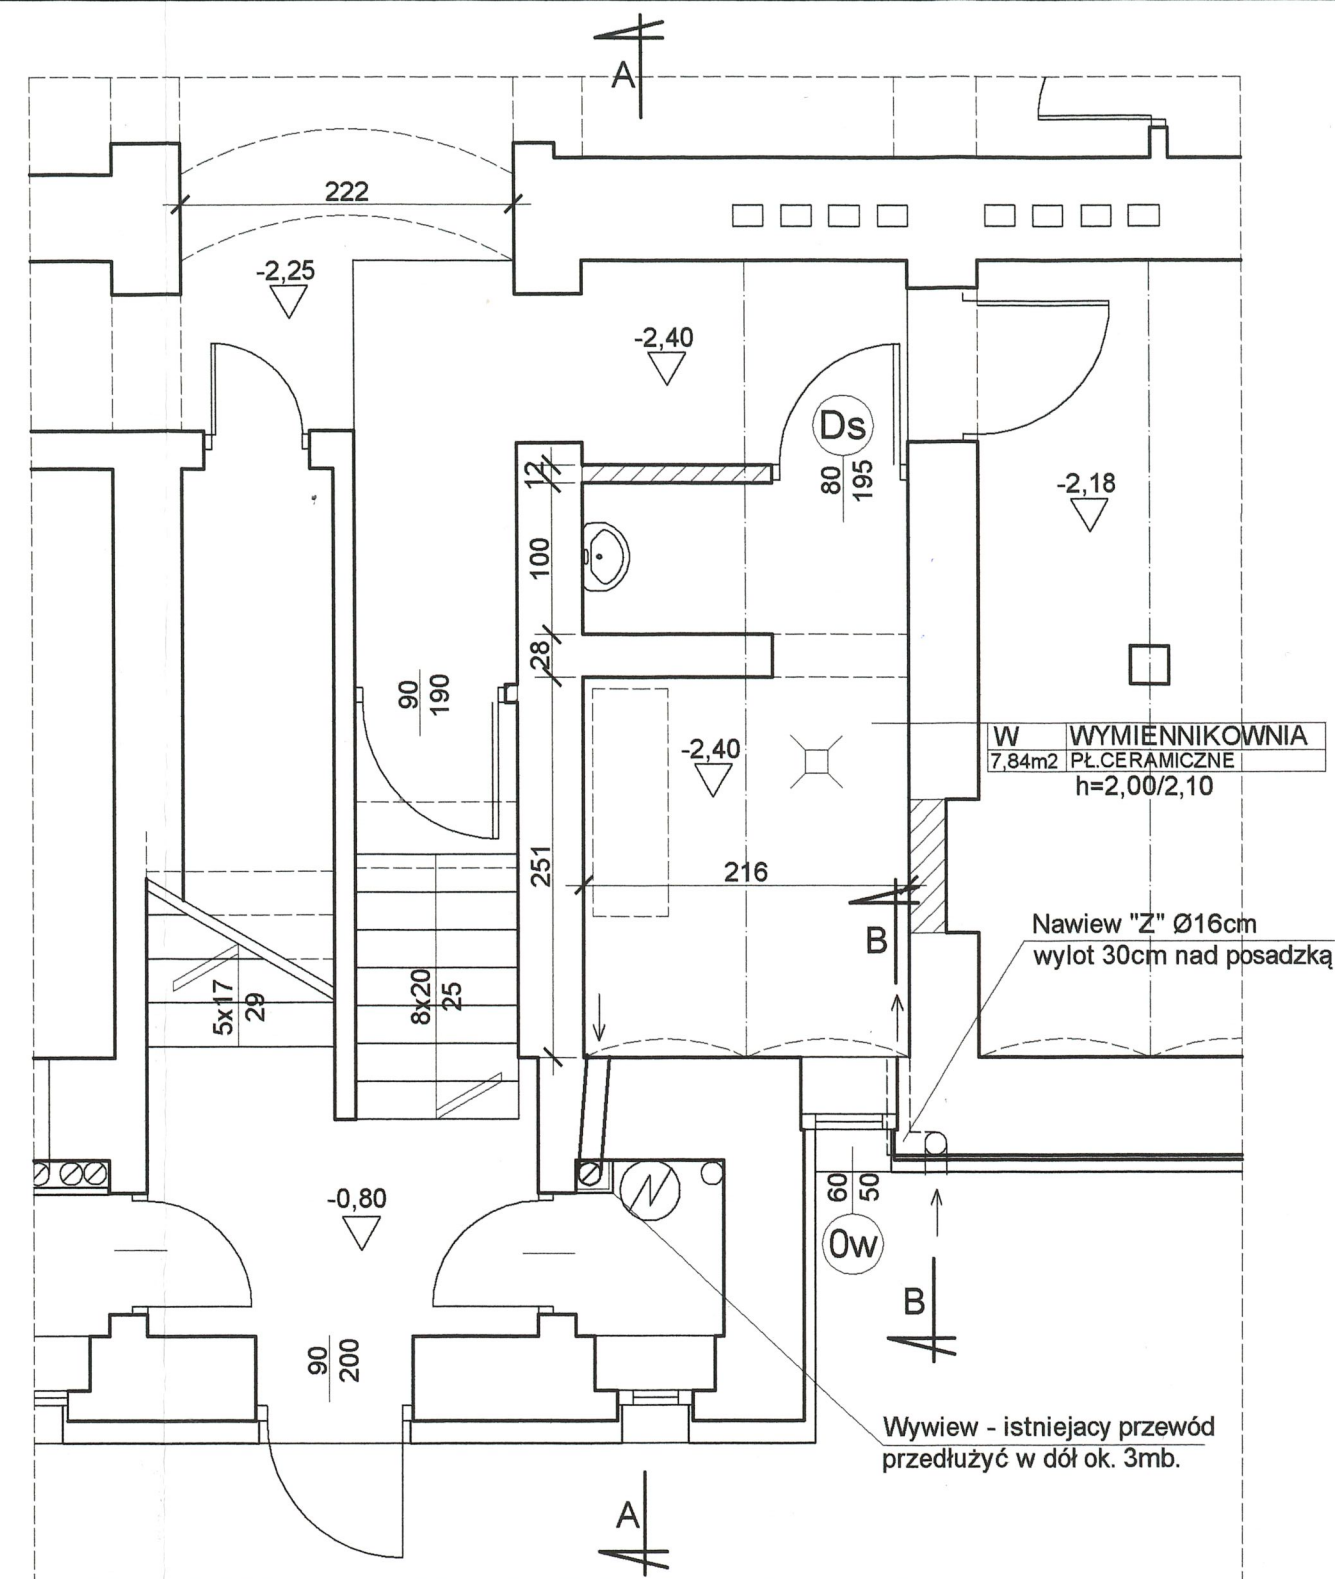 A
222
-2,25
-2,40
Ds
80
195
12
-2,18
100
28
90
190
W WYMIENNIKOWNIA
7,84m2 PŁ.CERAMICZNE
h=2,00/2,10
-2,40
251
216
Nawiew "Z" Ø16cm
wylot 30cm nad posadzką
B
5x17
29
8x20
25
-0,80
60
50
0w
B
90
200
Wywiew - istniejacy przewód
przedłużyć w dół ok. 3mb.
A